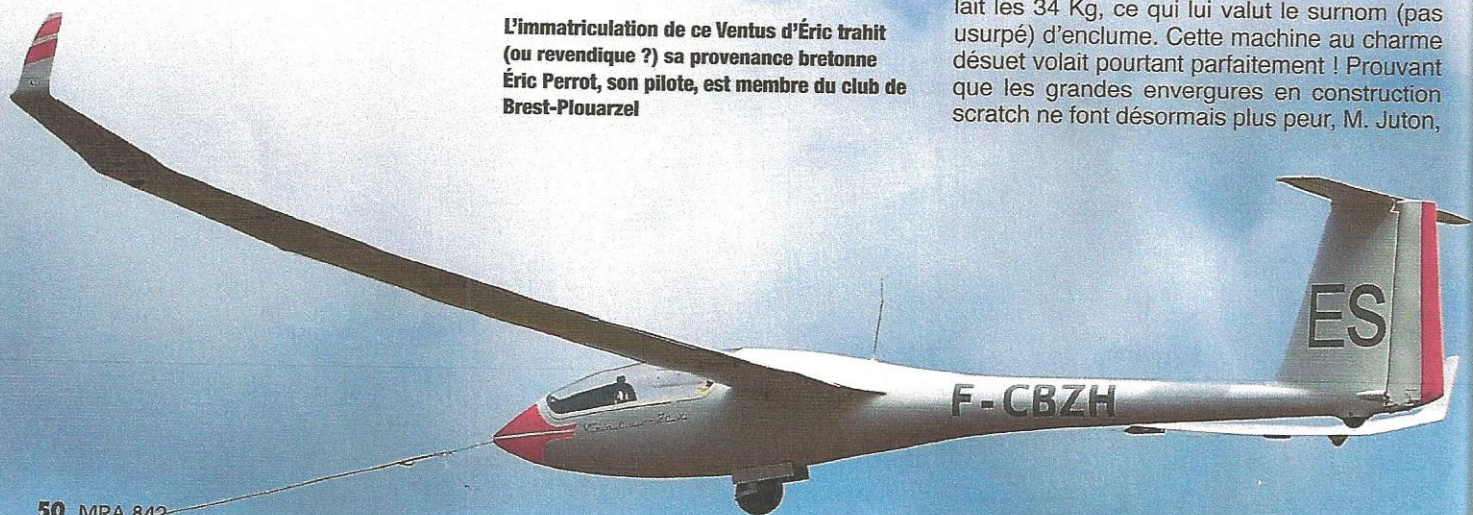 L'immatriculation de ce Ventus d'Éric trahit
(ou revendique ?) sa provenance bretonne
Éric Perrot, son pilote, est membre du club de
Brest-Plouarzel
lait les 34 Kg, ce qui lui valut le surnom (pas
usurpé) d'enclume. Cette machine au charme
désuet volait pourtant parfaitement ! Prouvant
que les grandes envergures en construction
scratch ne font désormais plus peur, M. Juton,
ES
F-CBZH
50 MRA 842